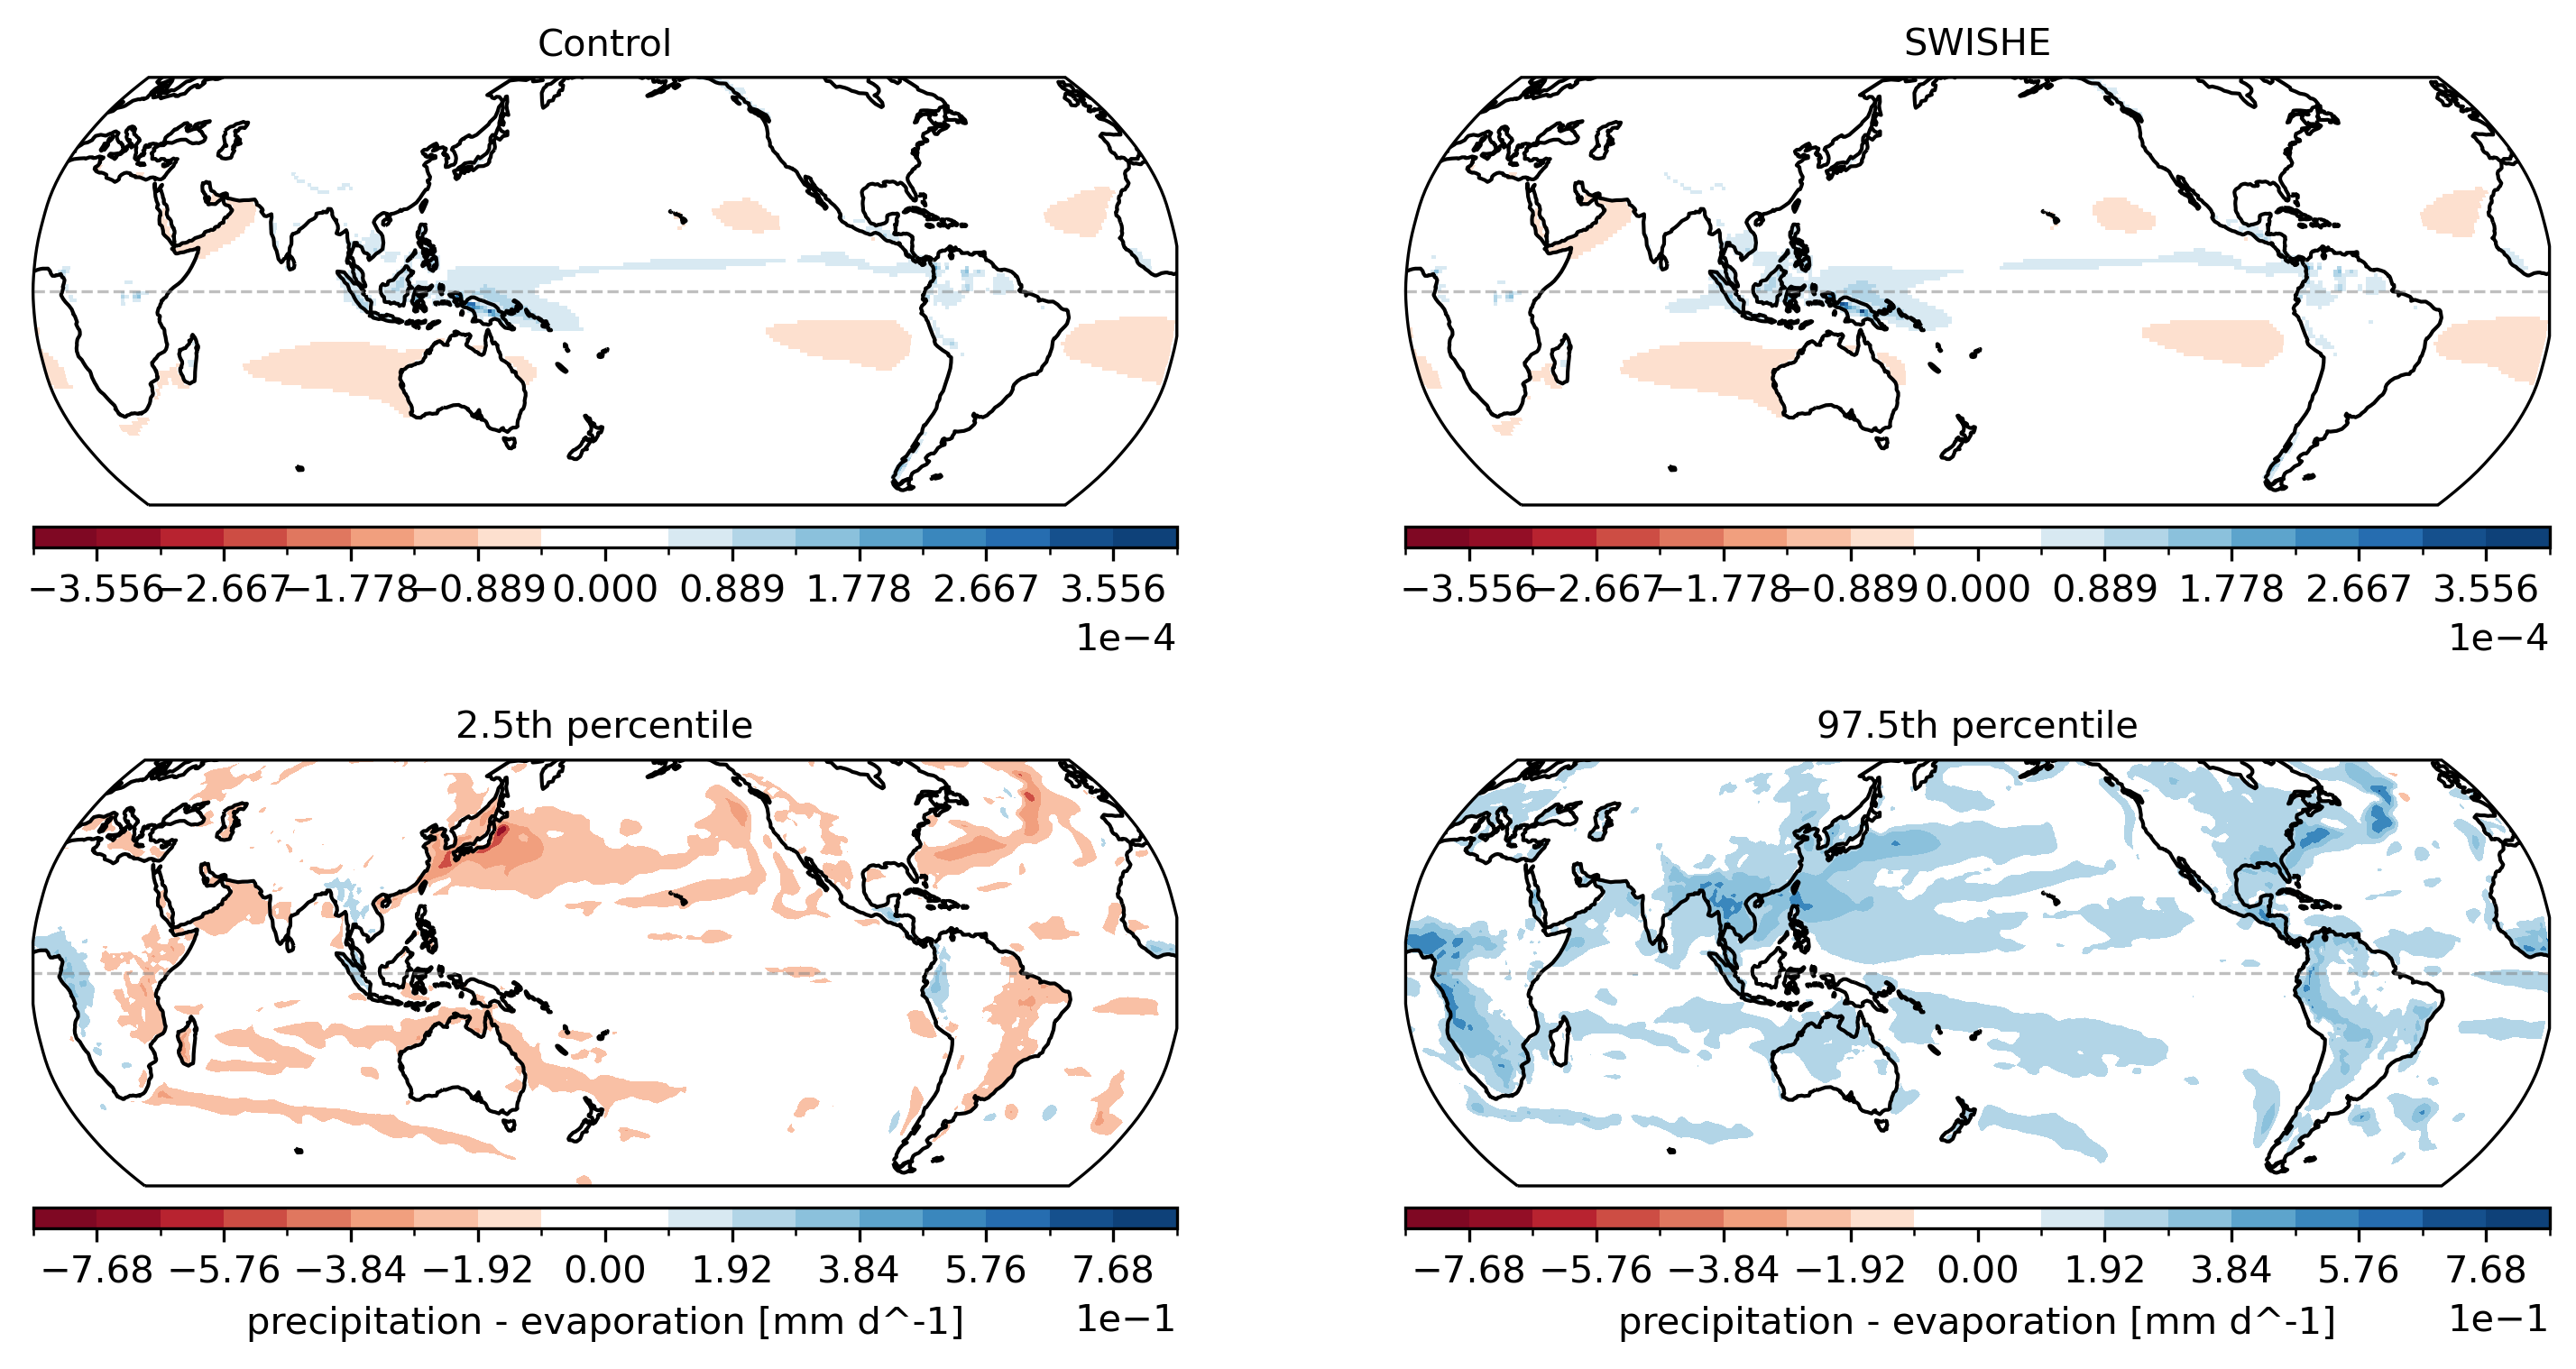 Control
SWISHE
−3.556 −2.667 −1.778 −0.889 0.000 0.889 1.778 2.667 3.556
−3.556 −2.667 −1.778 −0.889 0.000 0.889 1.778 2.667 3.556
1e−4
1e−4
2.5th percentile
97.5th percentile
−7.68 −5.76 −3.84 −1.92 0.00 1.92 3.84 5.76 7.68
−7.68 −5.76 −3.84 −1.92 0.00 1.92 3.84 5.76 7.68
precipitation - evaporation [mm d^-1]
1e−1
precipitation - evaporation [mm d^-1]
1e−1